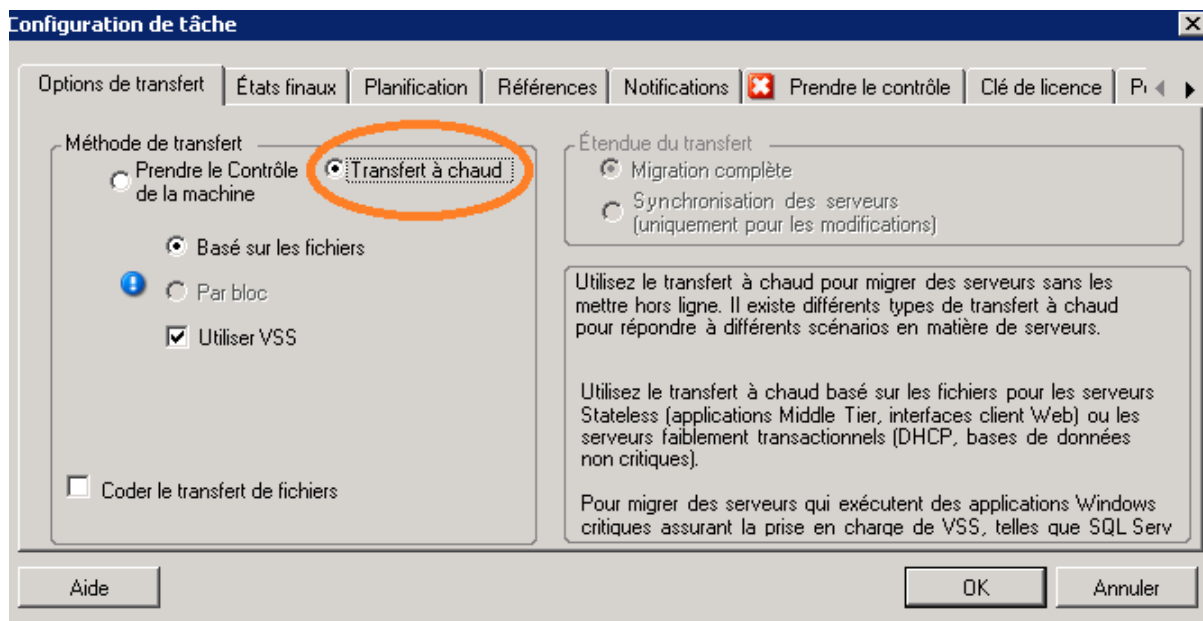 Configuration de tâche
Options de transfert
États finaux
Planification
Références
Notifications
Prendre le contrôle
Clé de licence
Méthode de transfert
Prendre le Contrôle
de la machine
Transfert à chaud
Basé sur les fichiers
Par bloc
Utiliser VSS
Coder le transfert de fichiers
Étendue du transfert
Migration complète
Synchronisation des serveurs
(uniquement pour les modifications)
Utilisez le transfert à chaud pour migrer des serveurs sans les
mettre hors ligne. Il existe différents types de transfert à chaud
pour répondre à différents scénarios en matière de serveurs.
Utilisez le transfert à chaud basé sur les fichiers pour les serveurs
Stateless (applications Middle Tier, interfaces client Web) ou les
serveurs faiblement transactionnels (DHCP, bases de données
non critiques).
Pour migrer des serveurs qui exécutent des applications Windows
critiques assurant la prise en charge de VSS, telles que SQL Serv
Aide
OK
Annuler